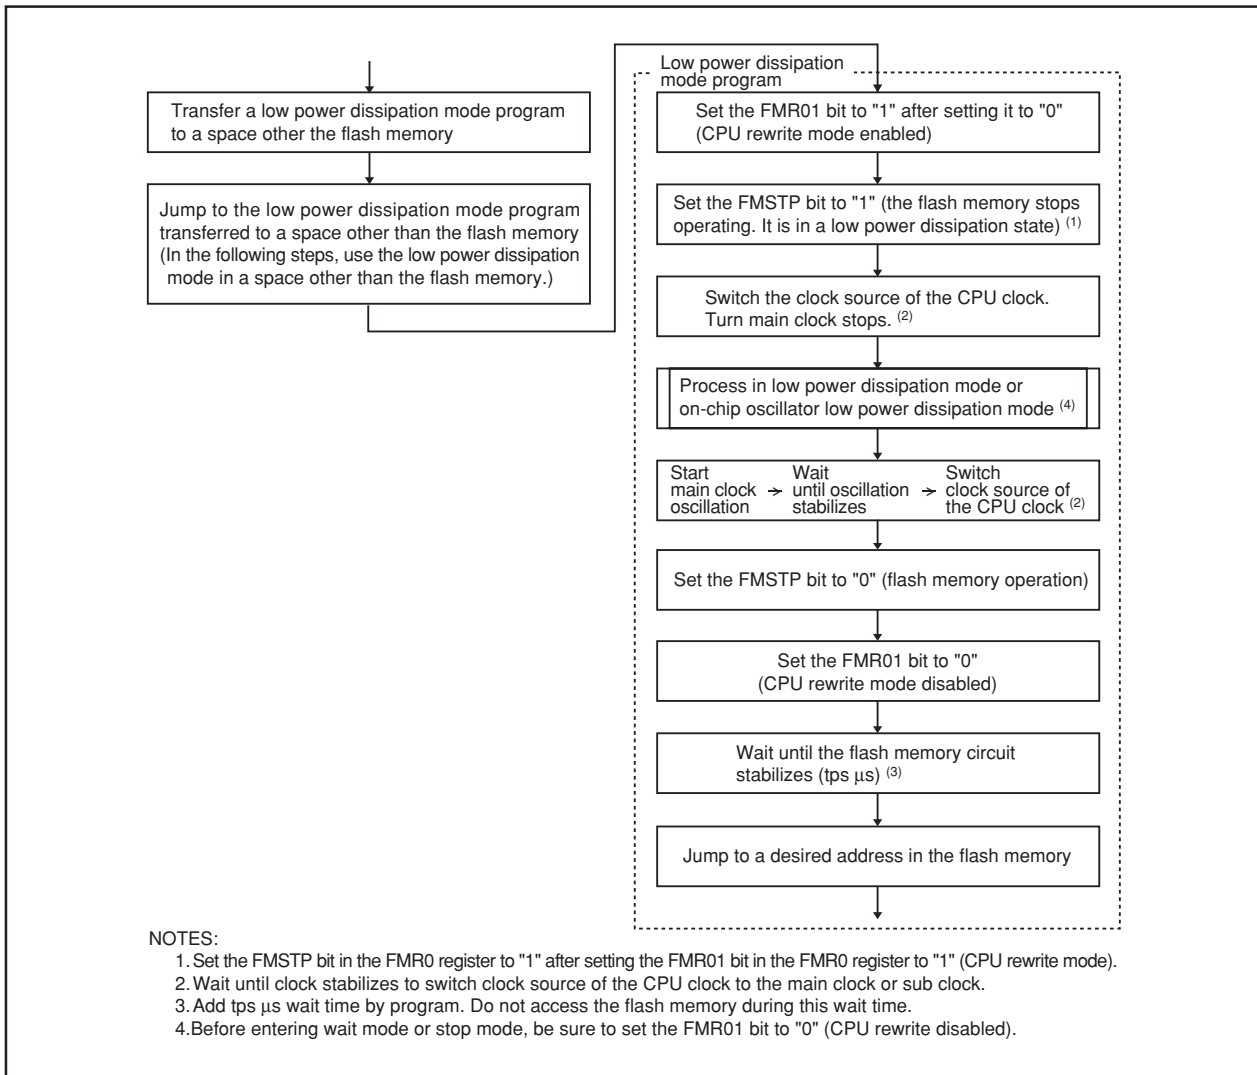 Transfer a low power dissipation mode program
to a space other the flash memory
Jump to the low power dissipation mode program
transferred to a space other than the flash memory
(In the following steps, use the low power dissipation
mode in a space other than the flash memory.)
Low power dissipation
mode program
Set the FMR01 bit to "1" after setting it to "0"
(CPU rewrite mode enabled)
Set the FMSTP bit to "1" (the flash memory stops
operating. It is in a low power dissipation state) (1)
Switch the clock source of the CPU clock.
Turn main clock stops. (2)
Process in low power dissipation mode or
on-chip oscillator low power dissipation mode (4)
Start
main clock
oscillation
Wait
until oscillation
stabilizes
Switch
clock source of
the CPU clock (2)
Set the FMSTP bit to "0" (flash memory operation)
Set the FMR01 bit to "0"
(CPU rewrite mode disabled)
Wait until the flash memory circuit
stabilizes (tps µs) (3)
Jump to a desired address in the flash memory
NOTES:
1. Set the FMSTP bit in the FMR0 register to "1" after setting the FMR01 bit in the FMR0 register to "1" (CPU rewrite mode).
2. Wait until clock stabilizes to switch clock source of the CPU clock to the main clock or sub clock.
3. Add tps µs wait time by program. Do not access the flash memory during this wait time.
4.Before entering wait mode or stop mode, be sure to set the FMR01 bit to "0" (CPU rewrite disabled).